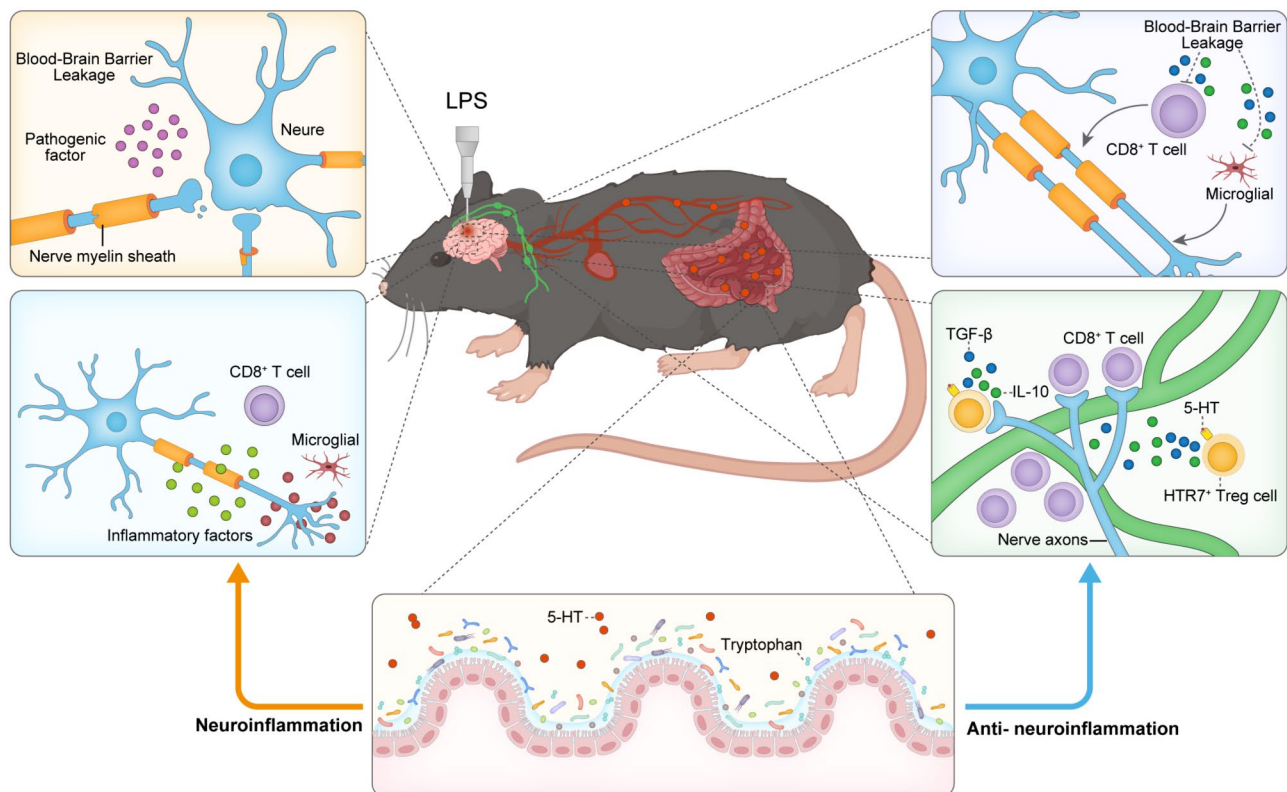 Blood-Brain Barrier
Leakage
Pathogenic
factor
Neure
Nerve myelin sheath
LPS
Blood-Brain Barrier
Leakage
CD8⁺ T cell
Microglial
CD8⁺ T cell
Microglial
Inflammatory factors
TGF-β
CD8⁺ T cell
IL-10
5-HT
HTR7⁺ Treg cell
Nerve axons
5-HT
Tryptophan
Neuroinflammation
Anti- neuroinflammation